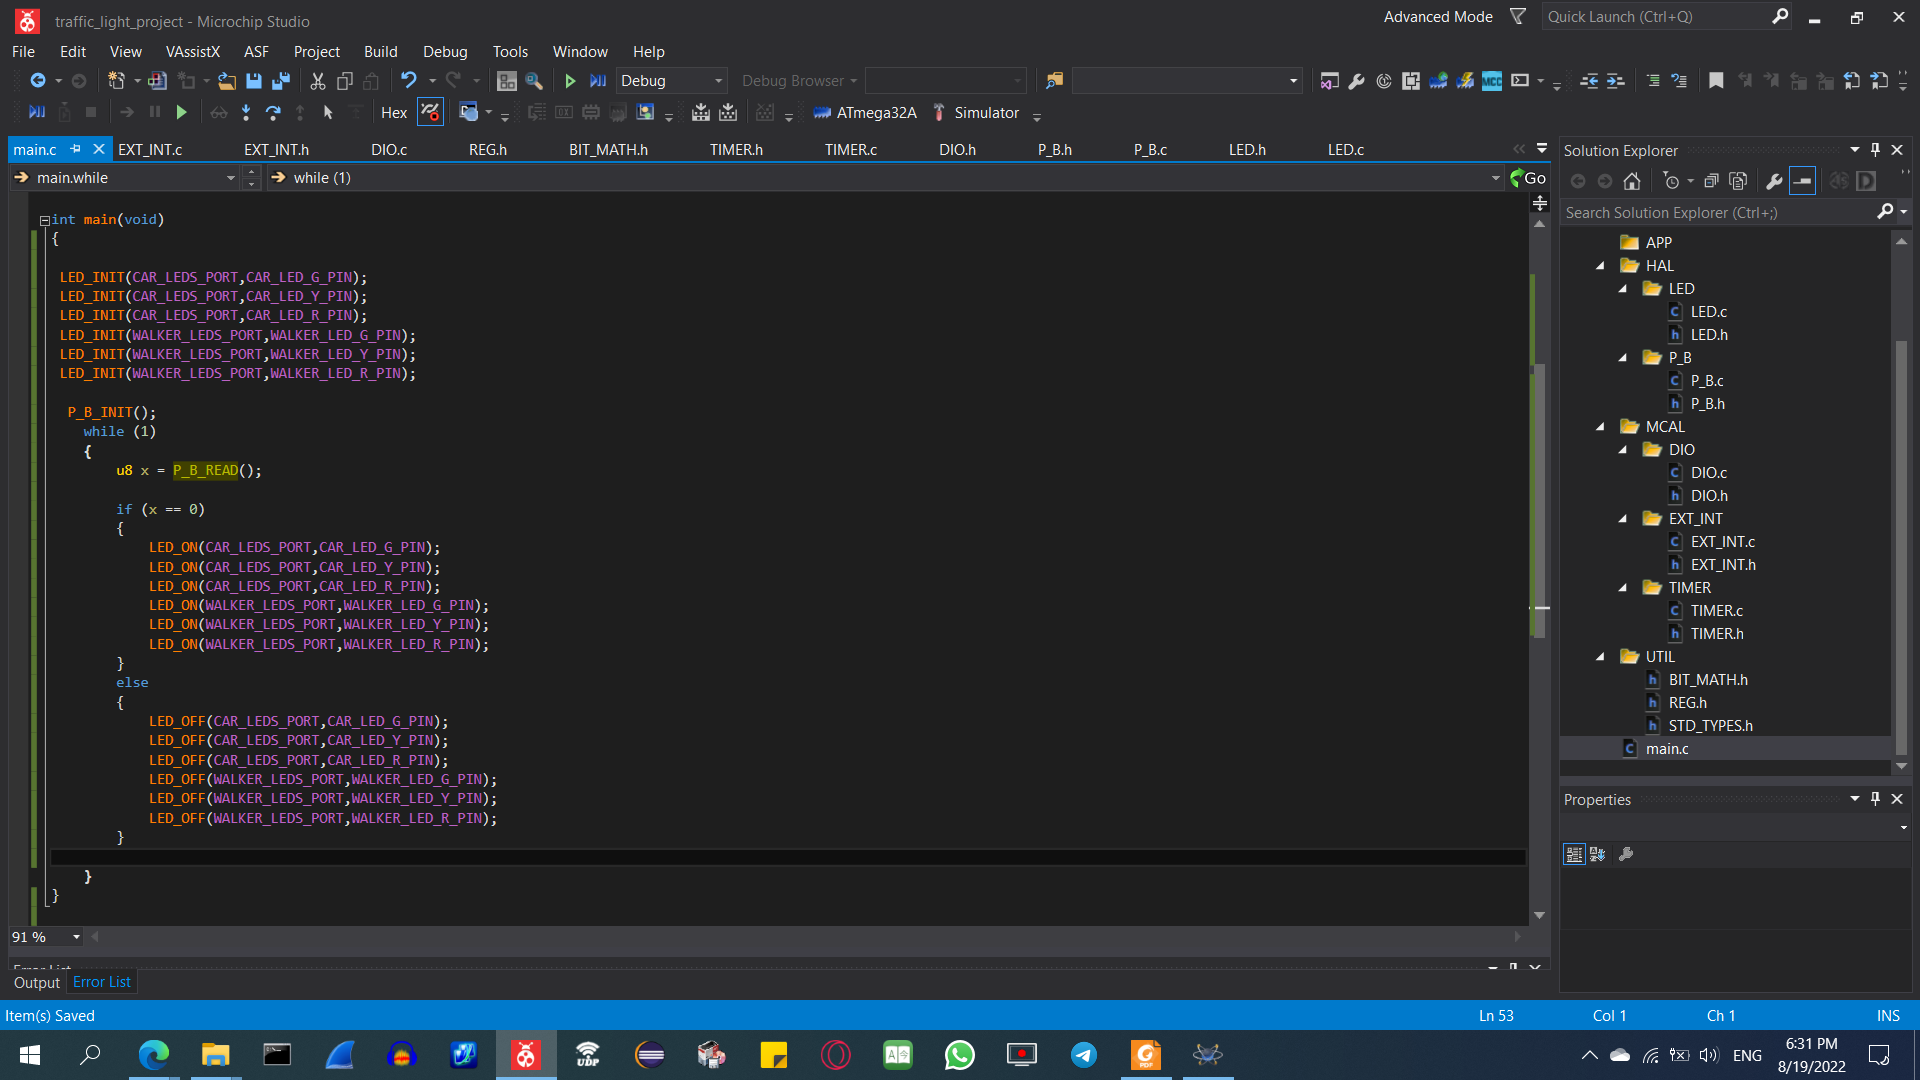 traffic_light_project - Microchip Studio
Advanced Mode
Quick Launch (Ctrl+Q)
File Edit View VAssistX ASF Project Build Debug Tools Window Help
Debug
Debug Browser
Hex
ATmega32A
Simulator
main.c EXT_INT.c EXT_INT.h DIO.c REG.h BIT_MATH.h TIMER.h TIMER.c DIO.h P_B.h P_B.c LED.h LED.c
main.while
while (1)
Go
int main(void)
{
LED_INIT(CAR_LEDS_PORT,CAR_LED_G_PIN);
LED_INIT(CAR_LEDS_PORT,CAR_LED_Y_PIN);
LED_INIT(CAR_LEDS_PORT,CAR_LED_R_PIN);
LED_INIT(WALKER_LEDS_PORT,WALKER_LED_G_PIN);
LED_INIT(WALKER_LEDS_PORT,WALKER_LED_Y_PIN);
LED_INIT(WALKER_LEDS_PORT,WALKER_LED_R_PIN);
P_B_INIT();
while (1)
{
u8 x = P_B_READ();
if (x == 0)
{
LED_ON(CAR_LEDS_PORT,CAR_LED_G_PIN);
LED_ON(CAR_LEDS_PORT,CAR_LED_Y_PIN);
LED_ON(CAR_LEDS_PORT,CAR_LED_R_PIN);
LED_ON(WALKER_LEDS_PORT,WALKER_LED_G_PIN);
LED_ON(WALKER_LEDS_PORT,WALKER_LED_Y_PIN);
LED_ON(WALKER_LEDS_PORT,WALKER_LED_R_PIN);
}
else
{
LED_OFF(CAR_LEDS_PORT,CAR_LED_G_PIN);
LED_OFF(CAR_LEDS_PORT,CAR_LED_Y_PIN);
LED_OFF(CAR_LEDS_PORT,CAR_LED_R_PIN);
LED_OFF(WALKER_LEDS_PORT,WALKER_LED_G_PIN);
LED_OFF(WALKER_LEDS_PORT,WALKER_LED_Y_PIN);
LED_OFF(WALKER_LEDS_PORT,WALKER_LED_R_PIN);
}
}
}
91 %
Error List
Output
Error List
Solution Explorer
Search Solution Explorer (Ctrl+;)
APP
HAL
LED
LED.c
LED.h
P_B
P_B.c
P_B.h
MCAL
DIO
DIO.c
DIO.h
EXT_INT
EXT_INT.c
EXT_INT.h
TIMER
TIMER.c
TIMER.h
UTIL
BIT_MATH.h
REG.h
STD_TYPES.h
main.c
Properties
Item(s) Saved
Ln 53
Col 1
Ch 1
INS
UDP
PDF
ENG
6:31 PM
8/19/2022